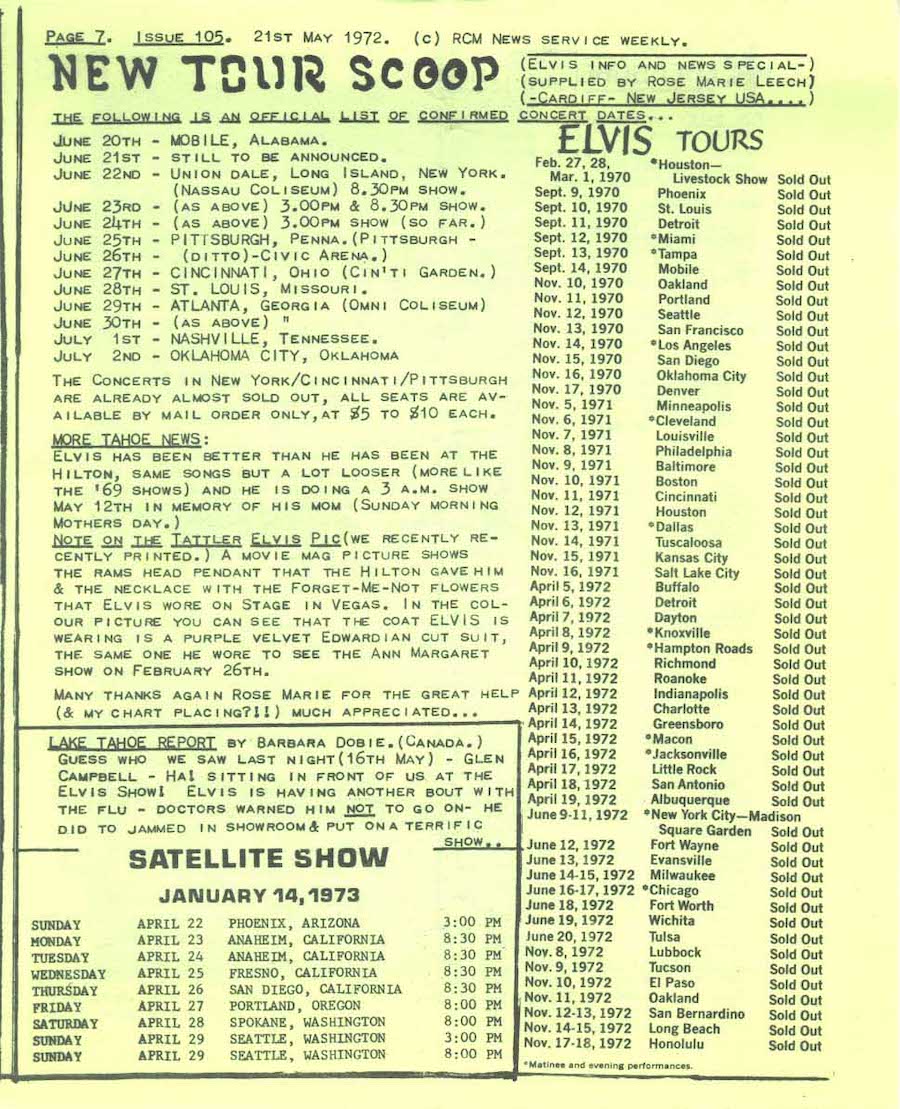 PAGE 7. ISSUE 105. 21ST MAY 1972. (C) RCM NEWS SERVICE WEEKLY.
NEW TOUR SCOOP
(ELVIS INFO AND NEWS SPECIAL-)
(SUPPLIED BY ROSE MARIE LEECH)
(-CARDIFF- NEW JERSEY USA....)
THE FOLLOWING IS AN OFFICIAL LIST OF CONFIRMED CONCERT DATES...
JUNE 20TH - MOBILE, ALABAMA.
JUNE 21ST - STILL TO BE ANNOUNCED.
JUNE 22ND - UNION DALE, LONG ISLAND, NEW YORK.
(NASSAU COLISEUM) 8.30PM SHOW.
JUNE 23RD - (AS ABOVE) 3.00PM & 8.30PM SHOW.
JUNE 24TH - (AS ABOVE) 3.00PM SHOW (SO FAR.)
JUNE 25TH - PITTSBURGH, PENNA.(PITTSBURGH -
JUNE 26TH - (DITTO)-CIVIC ARENA.)
JUNE 27TH - CINCINNATI, OHIO (CIN'TI GARDEN.)
JUNE 28TH - ST. LOUIS, MISSOURI.
JUNE 29TH - ATLANTA, GEORGIA (OMNI COLISEUM)
JUNE 30TH - (AS ABOVE) "
JULY 1ST - NASHVILLE, TENNESSEE.
JULY 2ND - OKLAHOMA CITY, OKLAHOMA
THE CONCERTS IN NEW YORK/CINCINNATI/PITTSBURGH
ARE ALREADY ALMOST SOLD OUT, ALL SEATS ARE AV-
AILABLE BY MAIL ORDER ONLY,AT $5 TO $10 EACH.
MORE TAHOE NEWS:
ELVIS HAS BEEN BETTER THAN HE HAS BEEN AT THE
HILTON, SAME SONGS BUT A LOT LOOSER (MORE LIKE
THE '69 SHOWS) AND HE IS DOING A 3 A.M. SHOW
MAY 12TH IN MEMORY OF HIS MOM (SUNDAY MORNING
MOTHERS DAY.)
NOTE ON THE TATTLER ELVIS PIC(WE RECENTLY RE-
CENTLY PRINTED.) A MOVIE MAG PICTURE SHOWS
THE RAMS HEAD PENDANT THAT THE HILTON GAVE HIM
& THE NECKLACE WITH THE FORGET-ME-NOT FLOWERS
THAT ELVIS WORE ON STAGE IN VEGAS. IN THE COL-
OUR PICTURE YOU CAN SEE THAT THE COAT ELVIS IS
WEARING IS A PURPLE VELVET EDWARDIAN CUT SUIT,
THE SAME ONE HE WORE TO SEE THE ANN MARGARET
SHOW ON FEBRUARY 26TH.
MANY THANKS AGAIN ROSE MARIE FOR THE GREAT HELP
(& MY CHART PLACING?!!) MUCH APPRECIATED...
LAKE TAHOE REPORT BY BARBARA DOBIE.(CANADA.)
GUESS WHO WE SAW LAST NIGHT(16TH MAY) - GLEN
CAMPBELL - HA! SITTING IN FRONT OF US AT THE
ELVIS SHOW! ELVIS IS HAVING ANOTHER BOUT WITH
THE FLU - DOCTORS WARNED HIM NOT TO GO ON- HE
DID TO JAMMED IN SHOWROOM& PUT ON A TERRIFIC
SHOW..
SATELLITE SHOW
JANUARY 14,1973
SUNDAY APRIL 22 PHOENIX, ARIZONA 3:00 PM
MONDAY APRIL 23 ANAHEIM, CALIFORNIA 8:30 PM
TUESDAY APRIL 24 ANAHEIM, CALIFORNIA 8:30 PM
WEDNESDAY APRIL 25 FRESNO, CALIFORNIA 8:30 PM
THURSDAY APRIL 26 SAN DIEGO, CALIFORNIA 8:30 PM
FRIDAY APRIL 27 PORTLAND, OREGON 8:00 PM
SATURDAY APRIL 28 SPOKANE, WASHINGTON 8:00 PM
SUNDAY APRIL 29 SEATTLE, WASHINGTON 3:00 PM
SUNDAY APRIL 29 SEATTLE, WASHINGTON 8:00 PM
ELVIS TOURS
Feb. 27, 28, *Houston—
Mar. 1, 1970 Livestock Show Sold Out
Sept. 9, 1970 Phoenix Sold Out
Sept. 10, 1970 St. Louis Sold Out
Sept. 11, 1970 Detroit Sold Out
Sept. 12, 1970 *Miami Sold Out
Sept. 13, 1970 *Tampa Sold Out
Sept. 14, 1970 Mobile Sold Out
Nov. 10, 1970 Oakland Sold Out
Nov. 11, 1970 Portland Sold Out
Nov. 12, 1970 Seattle Sold Out
Nov. 13, 1970 San Francisco Sold Out
Nov. 14, 1970 *Los Angeles Sold Out
Nov. 15, 1970 San Diego Sold Out
Nov. 16, 1970 Oklahoma City Sold Out
Nov. 17, 1970 Denver Sold Out
Nov. 5, 1971 Minneapolis Sold Out
Nov. 6, 1971 *Cleveland Sold Out
Nov. 7, 1971 Louisville Sold Out
Nov. 8, 1971 Philadelphia Sold Out
Nov. 9, 1971 Baltimore Sold Out
Nov. 10, 1971 Boston Sold Out
Nov. 11, 1971 Cincinnati Sold Out
Nov. 12, 1971 Houston Sold Out
Nov. 13, 1971 *Dallas Sold Out
Nov. 14, 1971 Tuscaloosa Sold Out
Nov. 15, 1971 Kansas City Sold Out
Nov. 16, 1971 Salt Lake City Sold Out
April 5, 1972 Buffalo Sold Out
April 6, 1972 Detroit Sold Out
April 7, 1972 Dayton Sold Out
April 8, 1972 *Knoxville Sold Out
April 9, 1972 *Hampton Roads Sold Out
April 10, 1972 Richmond Sold Out
April 11, 1972 Roanoke Sold Out
April 12, 1972 Indianapolis Sold Out
April 13, 1972 Charlotte Sold Out
April 14, 1972 Greensboro Sold Out
April 15, 1972 *Macon Sold Out
April 16, 1972 *Jacksonville Sold Out
April 17, 1972 Little Rock Sold Out
April 18, 1972 San Antonio Sold Out
April 19, 1972 Albuquerque Sold Out
June 9-11, 1972 *New York City—Madison
Square Garden Sold Out
June 12, 1972 Fort Wayne Sold Out
June 13, 1972 Evansville Sold Out
June 14-15, 1972 Milwaukee Sold Out
June 16-17, 1972 *Chicago Sold Out
June 18, 1972 Fort Worth Sold Out
June 19, 1972 Wichita Sold Out
June 20, 1972 Tulsa Sold Out
Nov. 8, 1972 Lubbock Sold Out
Nov. 9, 1972 Tucson Sold Out
Nov. 10, 1972 El Paso Sold Out
Nov. 11, 1972 Oakland Sold Out
Nov. 12-13, 1972 San Bernardino Sold Out
Nov. 14-15, 1972 Long Beach Sold Out
Nov. 17-18, 1972 Honolulu Sold Out
*Matinee and evening performances.